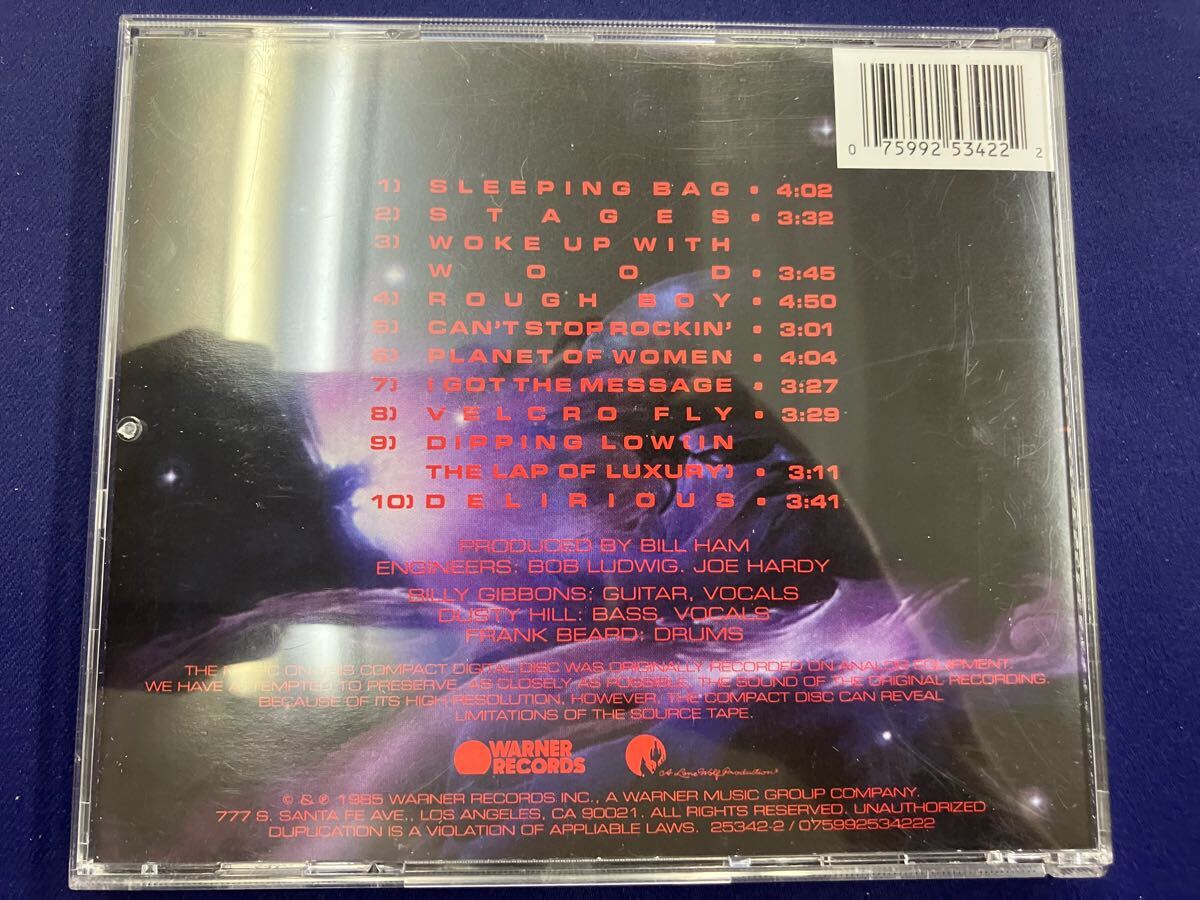 0 75992 53422 2
1) SLEEPING BAG • 4:02
2) STAGES • 3:32
3) WOKE UP WITH
WOOD • 3:45
4) ROUGH BOY • 4:50
5) CAN'T STOP ROCKIN' • 3:01
6) PLANET OF WOMEN • 4:04
7) I GOT THE MESSAGE • 3:27
8) VELCRO FLY • 3:29
9) DIPPING LOW (IN
THE LAP OF LUXURY) • 3:11
10) DELIRIOUS • 3:41
PRODUCED BY BILL HAM
ENGINEERS: BOB LUDWIG. JOE HARDY
BILLY GIBBONS: GUITAR, VOCALS
DUSTY HILL: BASS, VOCALS
FRANK BEARD: DRUMS
THE MUSIC ON THIS COMPACT DIGITAL DISC WAS ORIGINALLY RECORDED ON ANALOG EQUIPMENT.
WE HAVE ATTEMPTED TO PRESERVE, AS CLOSELY AS POSSIBLE, THE SOUND OF THE ORIGINAL RECORDING.
BECAUSE OF ITS HIGH RESOLUTION, HOWEVER, THE COMPACT DISC CAN REVEAL
LIMITATIONS OF THE SOURCE TAPE.
WARNER
RECORDS
A Lone Wolf Production
© & ℗ 1985 WARNER RECORDS INC., A WARNER MUSIC GROUP COMPANY.
777 S. SANTA FE AVE., LOS ANGELES, CA 90021. ALL RIGHTS RESERVED. UNAUTHORIZED
DUPLICATION IS A VIOLATION OF APPLIABLE LAWS. 25342-2 / 075992534222